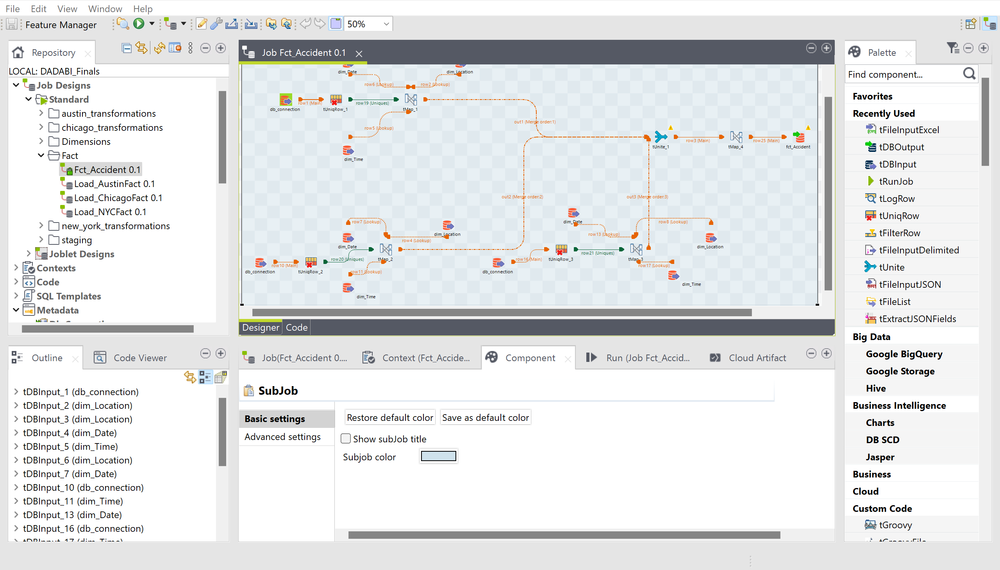 File Edit View Window Help
Feature Manager 50%
Repository
LOCAL: DADABI_Finals
Job Designs
Standard
austin_transformations
chicago_transformations
Dimensions
Fact
Fct_Accident 0.1
Load_AustinFact 0.1
Load_ChicagoFact 0.1
Load_NYCFact 0.1
new_york_transformations
staging
Joblet Designs
Contexts
Code
SQL Templates
Metadata
Job Fct_Accident 0.1
dim_Date dim_Location
row6 (Lookup) row2 (Lookup)
row1 (Main) row19 (Uniques)
db_connection tUniqRow_1 tMap_1
out1 (Merge order:1)
row5 (Lookup)
row3 (Main) row25 (Main)
tUnite_1 tMap_4 fct_Accident
dim_Time
out2 (Merge order:2) out3 (Merge order:3)
row7 (Lookup) dim_Date row8 (Lookup)
dim_Location row13 (Lookup)
row4 (Lookup)
dim_Date dim_Location
row20 (Uniques) tMap_2 row16 (Main) tUniqRow_3 row21 (Uniques) tMap_3
row10 (Main) row17 (Lookup)
db_connection tUniqRow_2 row11 (Lookup) db_connection
dim_Time
dim_Time
Designer Code
Palette
Find component...
Favorites
Recently Used
tFileInputExcel
tDBOutput
tDBInput
tRunJob
tLogRow
tUniqRow
tFilterRow
tFileInputDelimited
tUnite
tFileInputJSON
tFileList
tExtractJSONFields
Big Data
Google BigQuery
Google Storage
Hive
Business Intelligence
Charts
DB SCD
Jasper
Business
Cloud
Custom Code
tGroovy
Outline Code Viewer
tDBInput_1 (db_connection)
tDBInput_2 (dim_Location)
tDBInput_3 (dim_Location)
tDBInput_4 (dim_Date)
tDBInput_5 (dim_Time)
tDBInput_6 (dim_Location)
tDBInput_7 (dim_Date)
tDBInput_10 (db_connection)
tDBInput_11 (dim_Time)
tDBInput_13 (dim_Date)
tDBInput_16 (db_connection)
tDBInput_17 (dim_Time)
Job(Fct_Accident 0.... Context (Fct_Accide... Component Run (Job Fct_Accid... Cloud Artifact
SubJob
Basic settings
Advanced settings
Restore default color Save as default color
Show subJob title
Subjob color